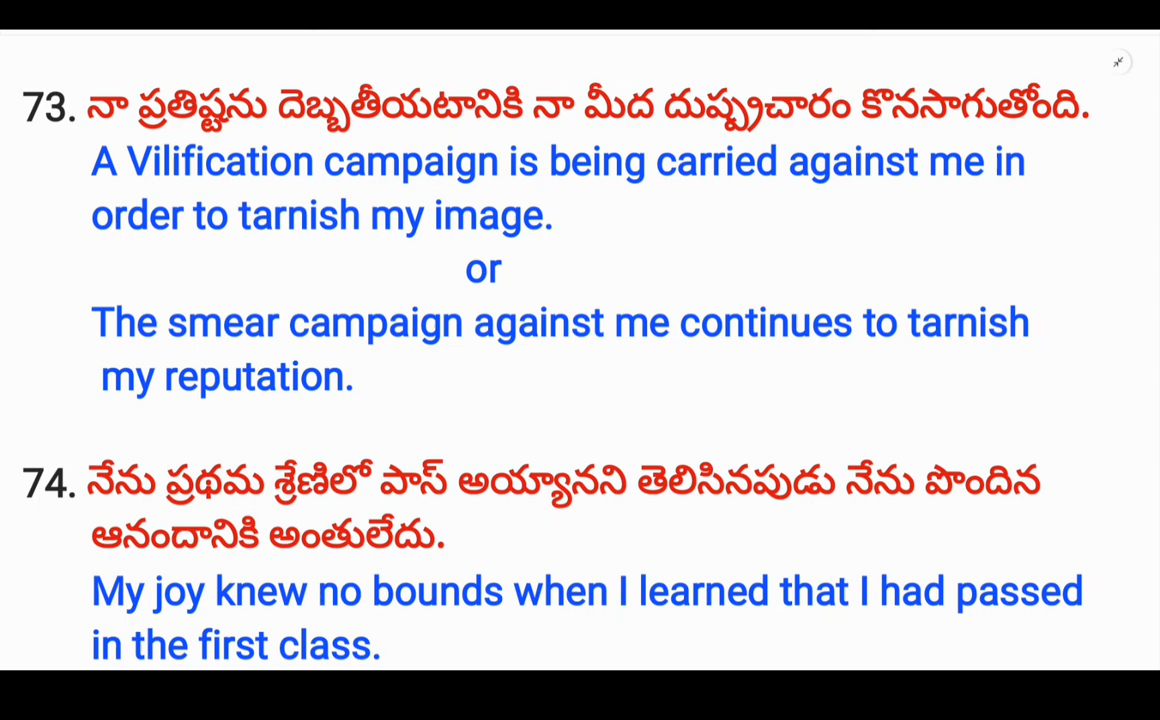 73. నా ప్రతిష్టను దెబ్బతీయటానికి నా మీద దుష్ప్రచారం కొనసాగుతోంది.
A Vilification campaign is being carried against me in
order to tarnish my image.
or
The smear campaign against me continues to tarnish
my reputation.
74. నేను ప్రథమ శ్రేణిలో పాస్ అయ్యానని తెలిసినపుడు నేను పొందిన
ఆనందానికి అంతులేదు.
My joy knew no bounds when I learned that I had passed
in the first class.